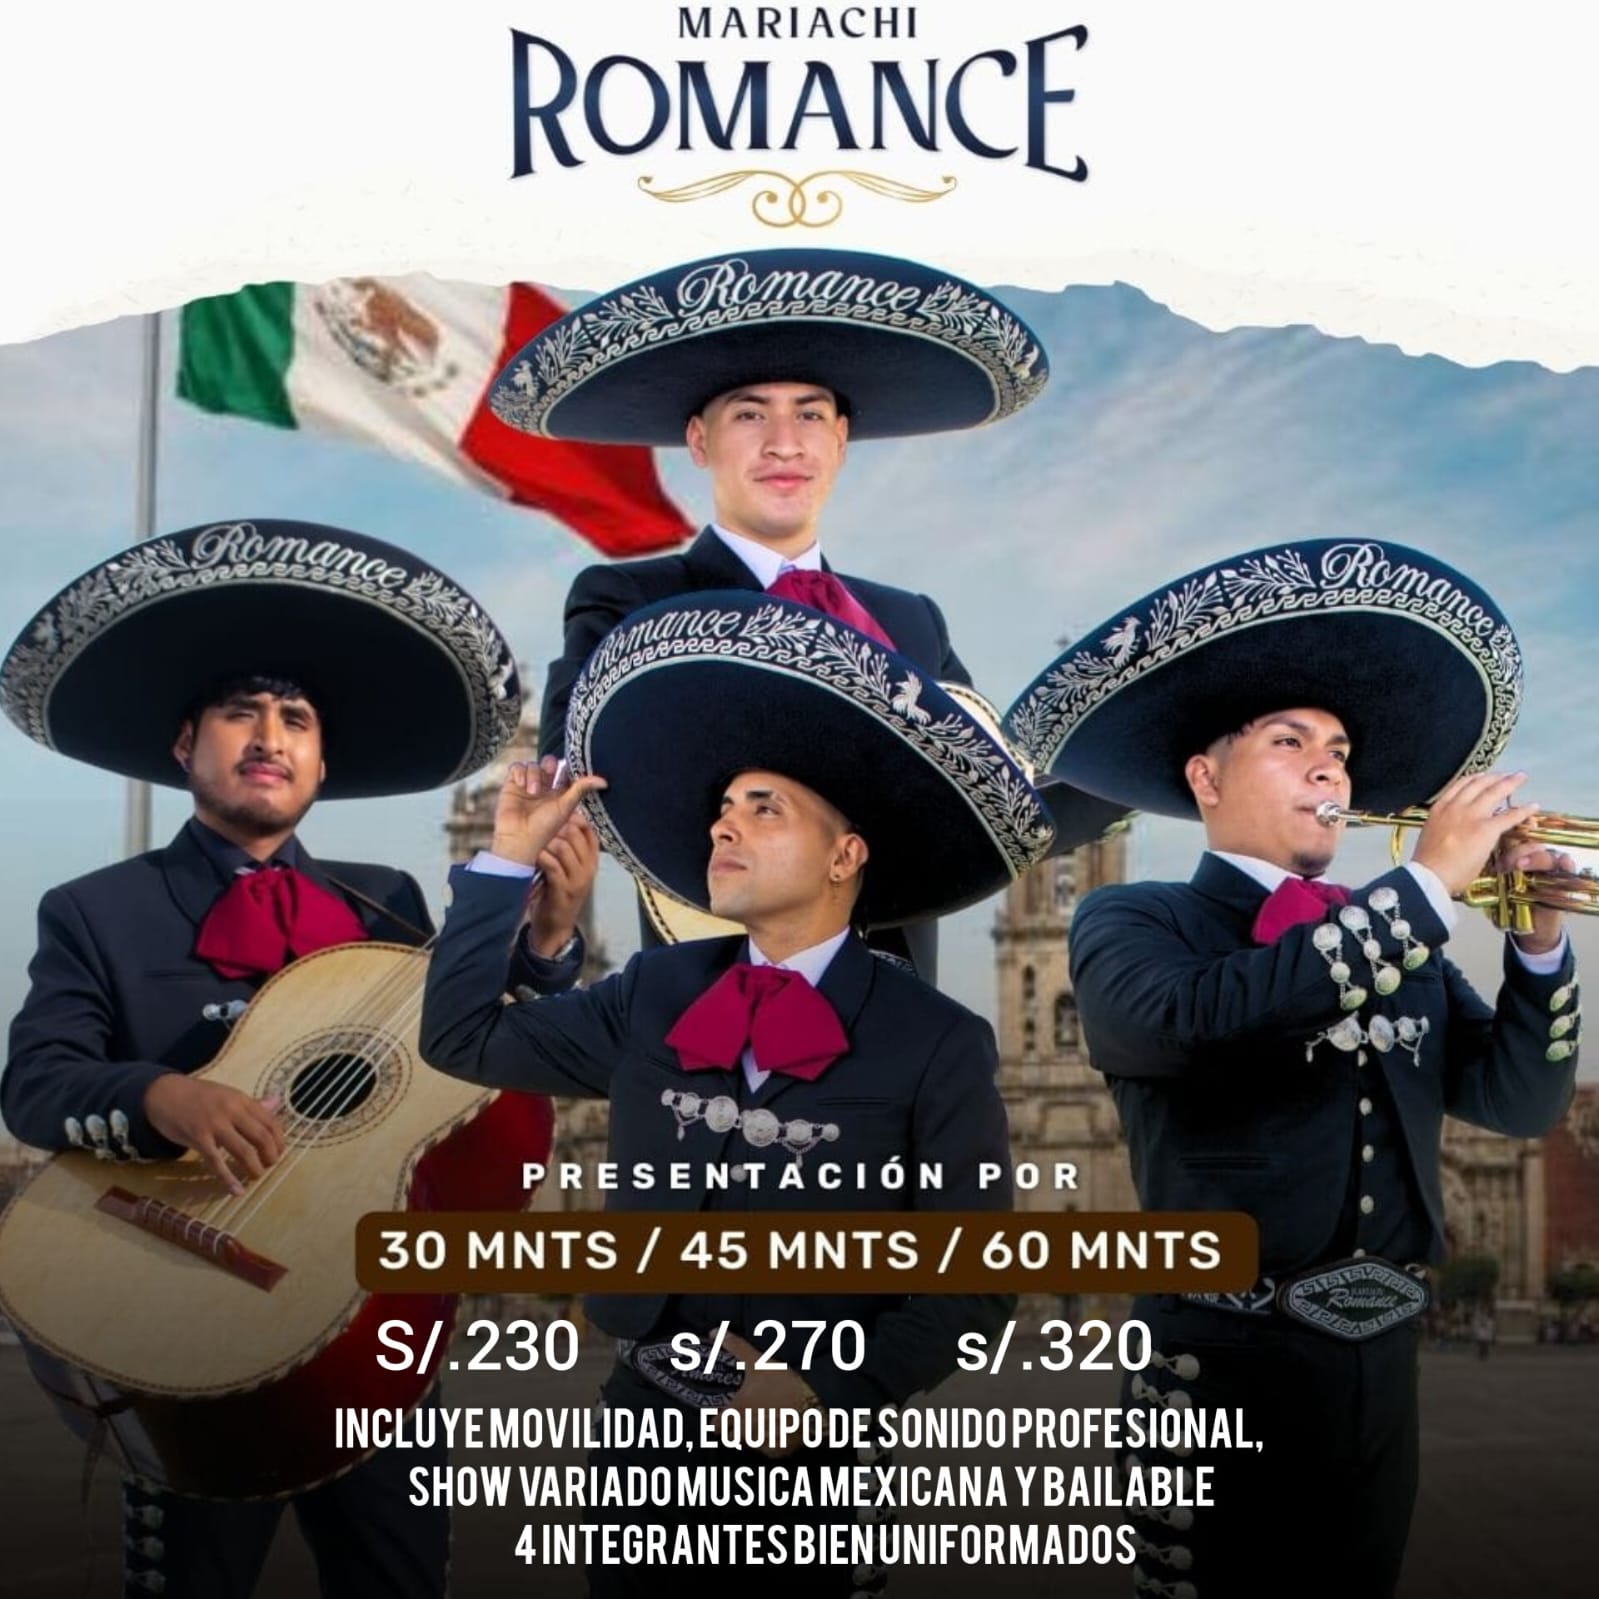 MARIACHI
ROMANCE
Romance
Romance
Romance
Romance
PRESENTACIÓN POR
30 MNTS / 45 MNTS / 60 MNTS
Romance
S/.230 s/.270 s/.320
INCLUYE MOVILIDAD, EQUIPO DE SONIDO PROFESIONAL,
SHOW VARIADO MUSICA MEXICANA Y BAILABLE
4 INTEGRANTES BIEN UNIFORMADOS